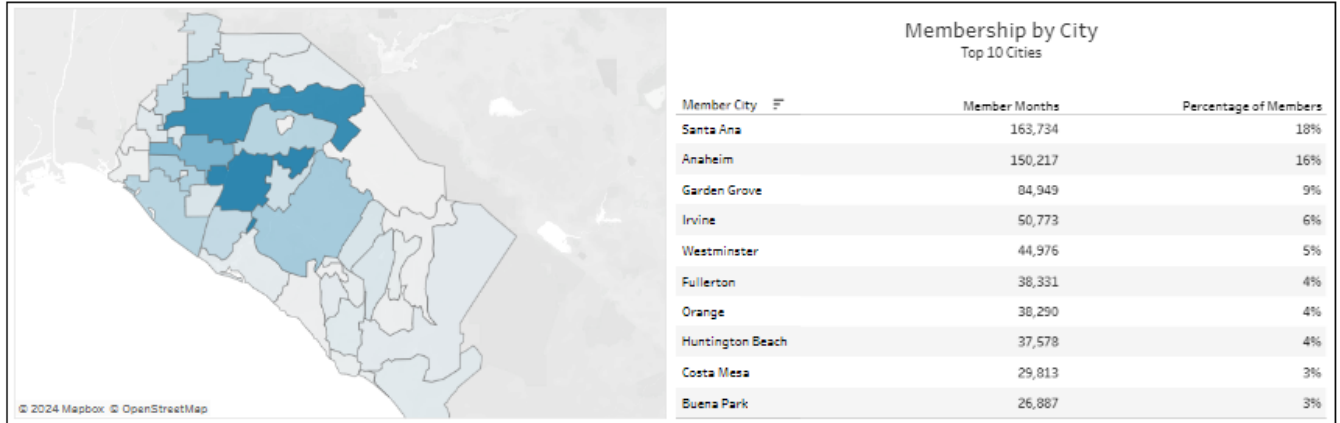 Membership by City
Top 10 Cities
Member City Member Months Percentage of Members
Santa Ana 163,734 18%
Anaheim 150,217 16%
Garden Grove 84,949 9%
Irvine 50,773 6%
Westminster 44,976 5%
Fullerton 38,331 4%
Orange 38,290 4%
Huntington Beach 37,578 4%
Costa Mesa 29,813 3%
Buena Park 26,887 3%
© 2024 Mapbox © OpenStreetMap